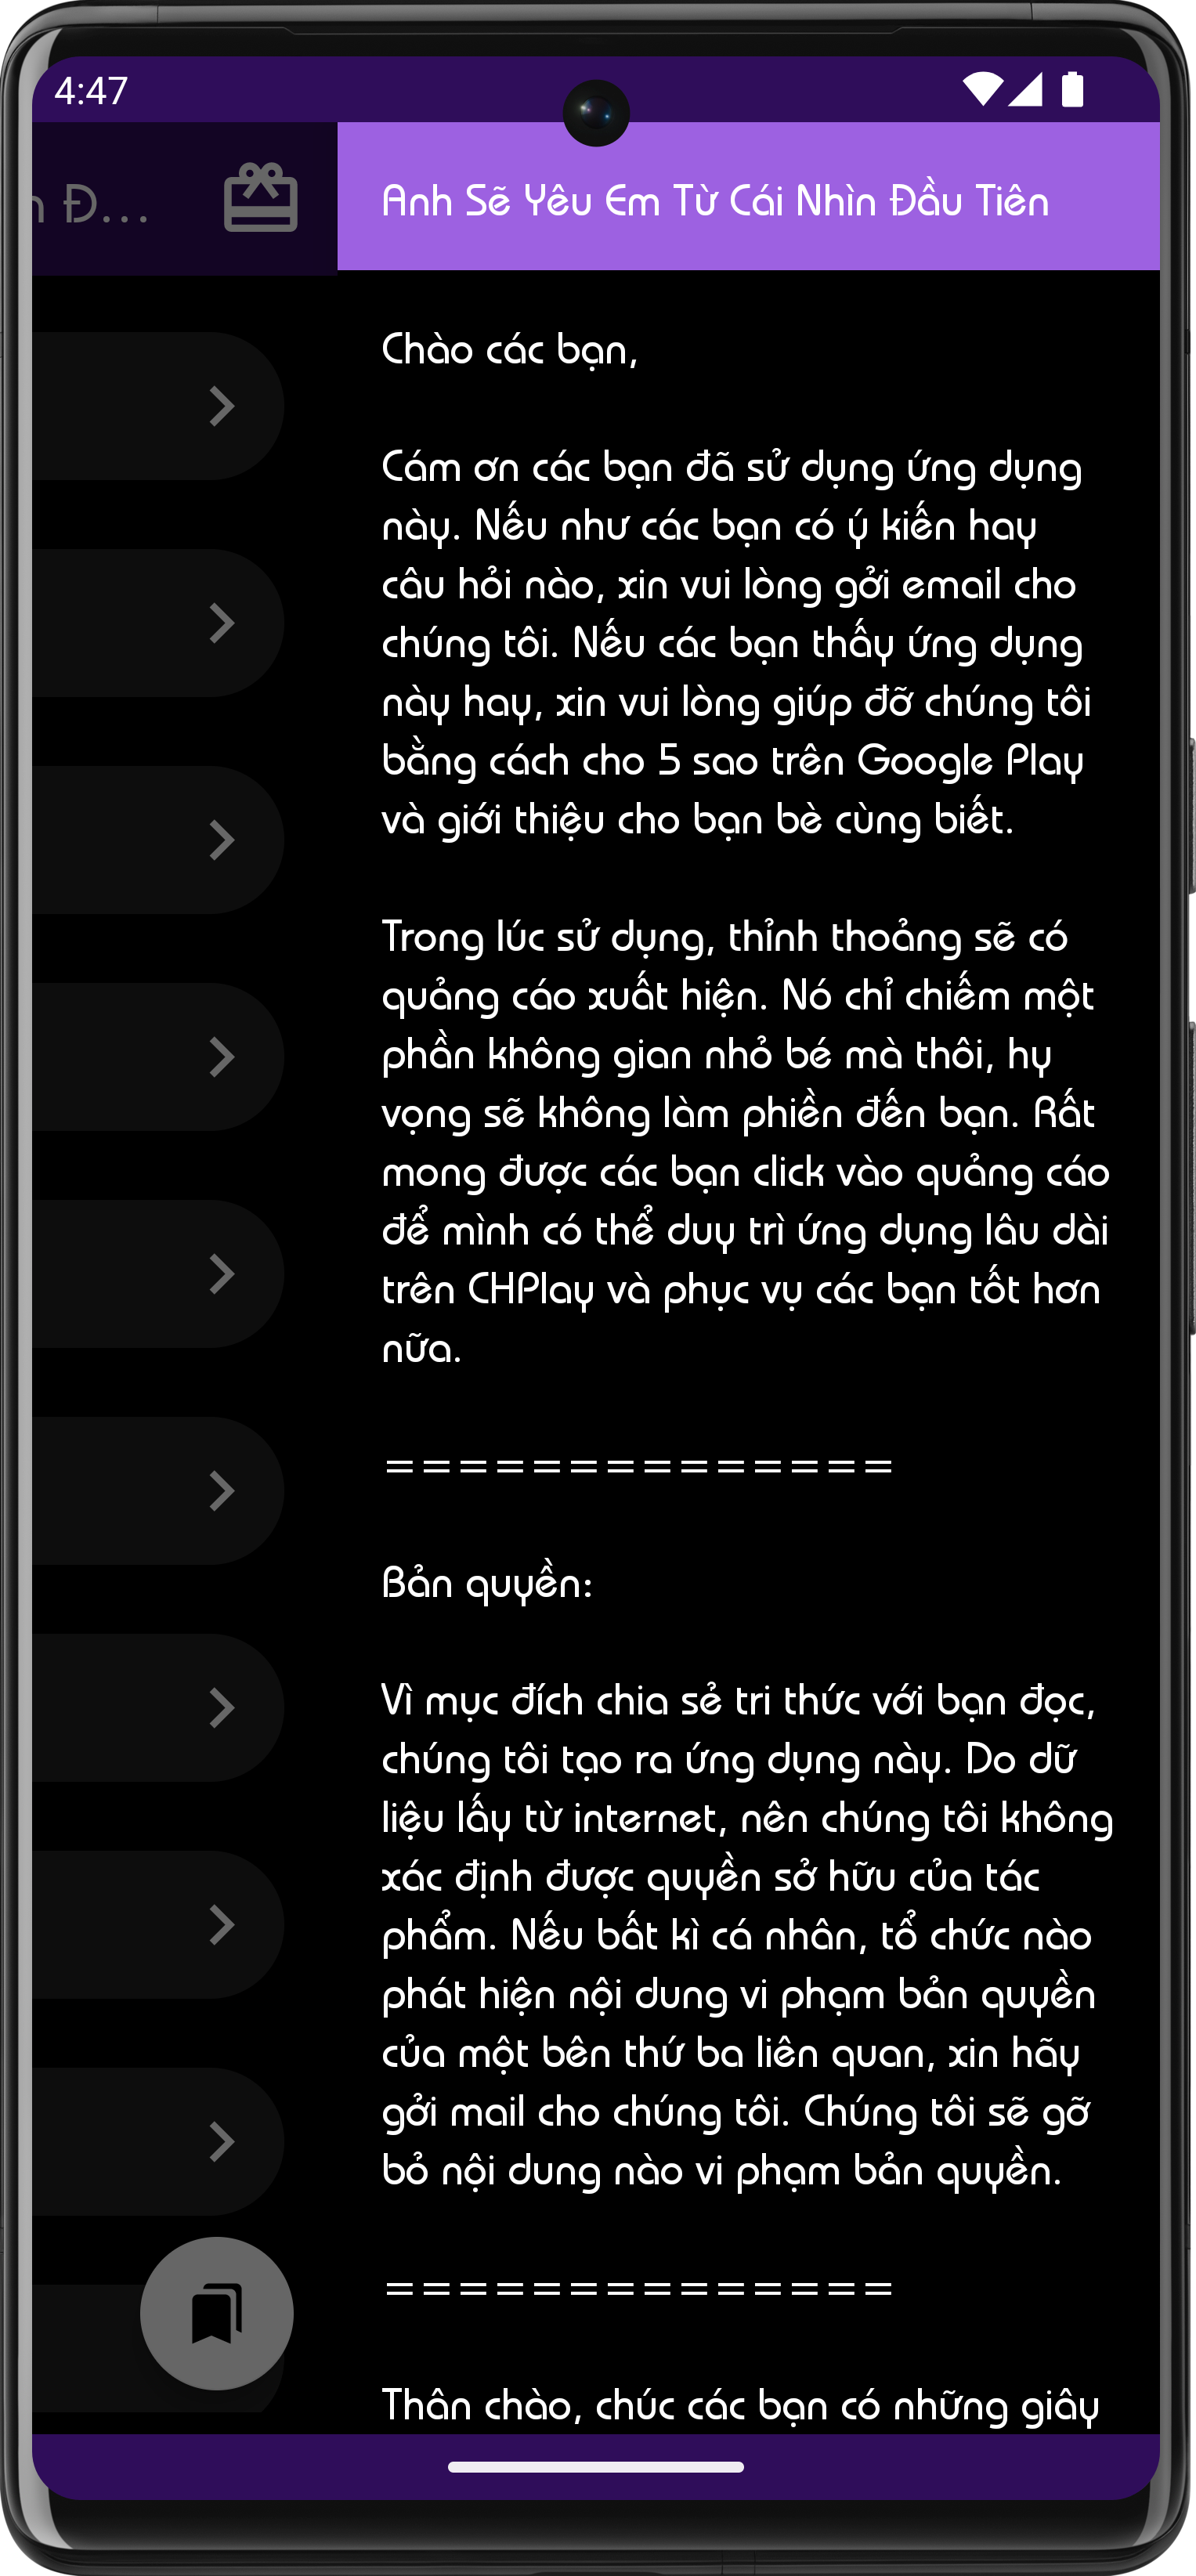 4:47
Đ...
Anh Sẽ Yêu Em Từ Cái Nhìn Đầu Tiên
Chào các bạn,
Cám ơn các bạn đã sử dụng ứng dụng
này. Nếu như các bạn có ý kiến hay
câu hỏi nào, xin vui lòng gởi email cho
chúng tôi. Nếu các bạn thấy ứng dụng
này hay, xin vui lòng giúp đỡ chúng tôi
bằng cách cho 5 sao trên Google Play
và giới thiệu cho bạn bè cùng biết.
Trong lúc sử dụng, thỉnh thoảng sẽ có
quảng cáo xuất hiện. Nó chỉ chiếm một
phần không gian nhỏ bé mà thôi, hy
vọng sẽ không làm phiền đến bạn. Rất
mong được các bạn click vào quảng cáo
để mình có thể duy trì ứng dụng lâu dài
trên CHPlay và phục vụ các bạn tốt hơn
nữa.
==============
Bản quyền:
Vì mục đích chia sẻ tri thức với bạn đọc,
chúng tôi tạo ra ứng dụng này. Do dữ
liệu lấy từ internet, nên chúng tôi không
xác định được quyền sở hữu của tác
phẩm. Nếu bất kì cá nhân, tổ chức nào
phát hiện nội dung vi phạm bản quyền
của một bên thứ ba liên quan, xin hãy
gởi mail cho chúng tôi. Chúng tôi sẽ gỡ
bỏ nội dung nào vi phạm bản quyền.
==============
Thân chào, chúc các bạn có những giây